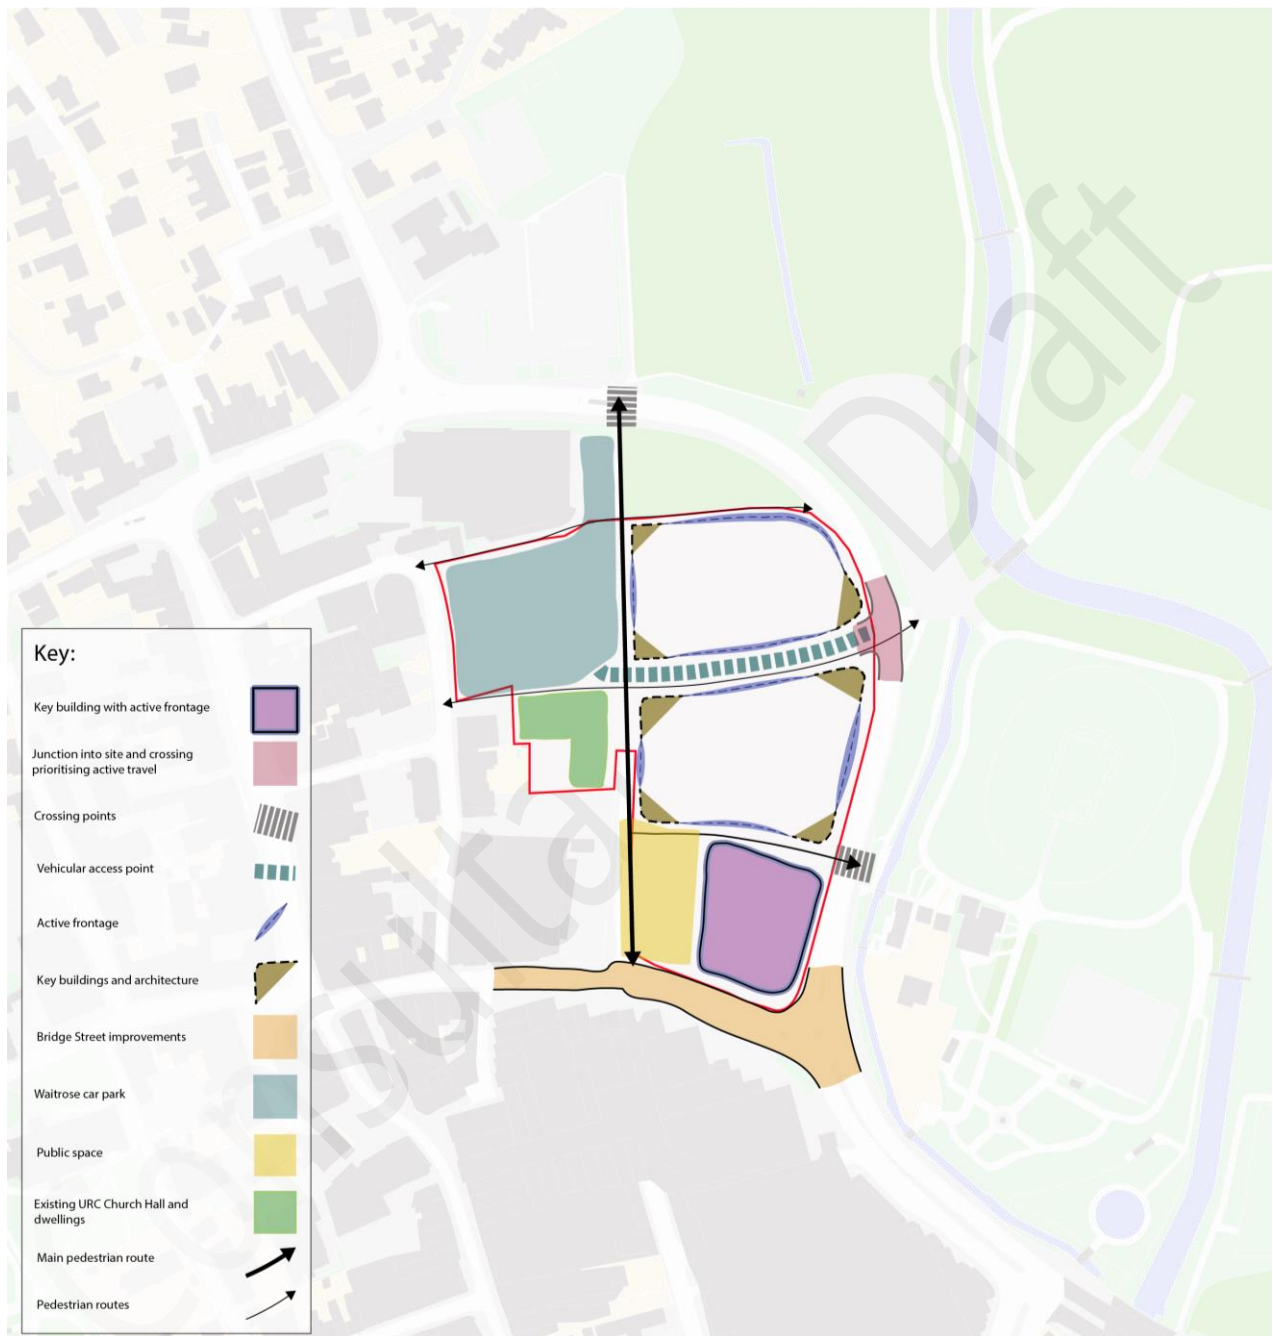 Key:
Key building with active frontage
Junction into site and crossing
prioritising active travel
Crossing points
Vehicular access point
Active frontage
Key buildings and architecture
Bridge Street improvements
Waitrose car park
Public space
Existing URC Church Hall and
dwellings
Main pedestrian route
Pedestrian routes
Draft